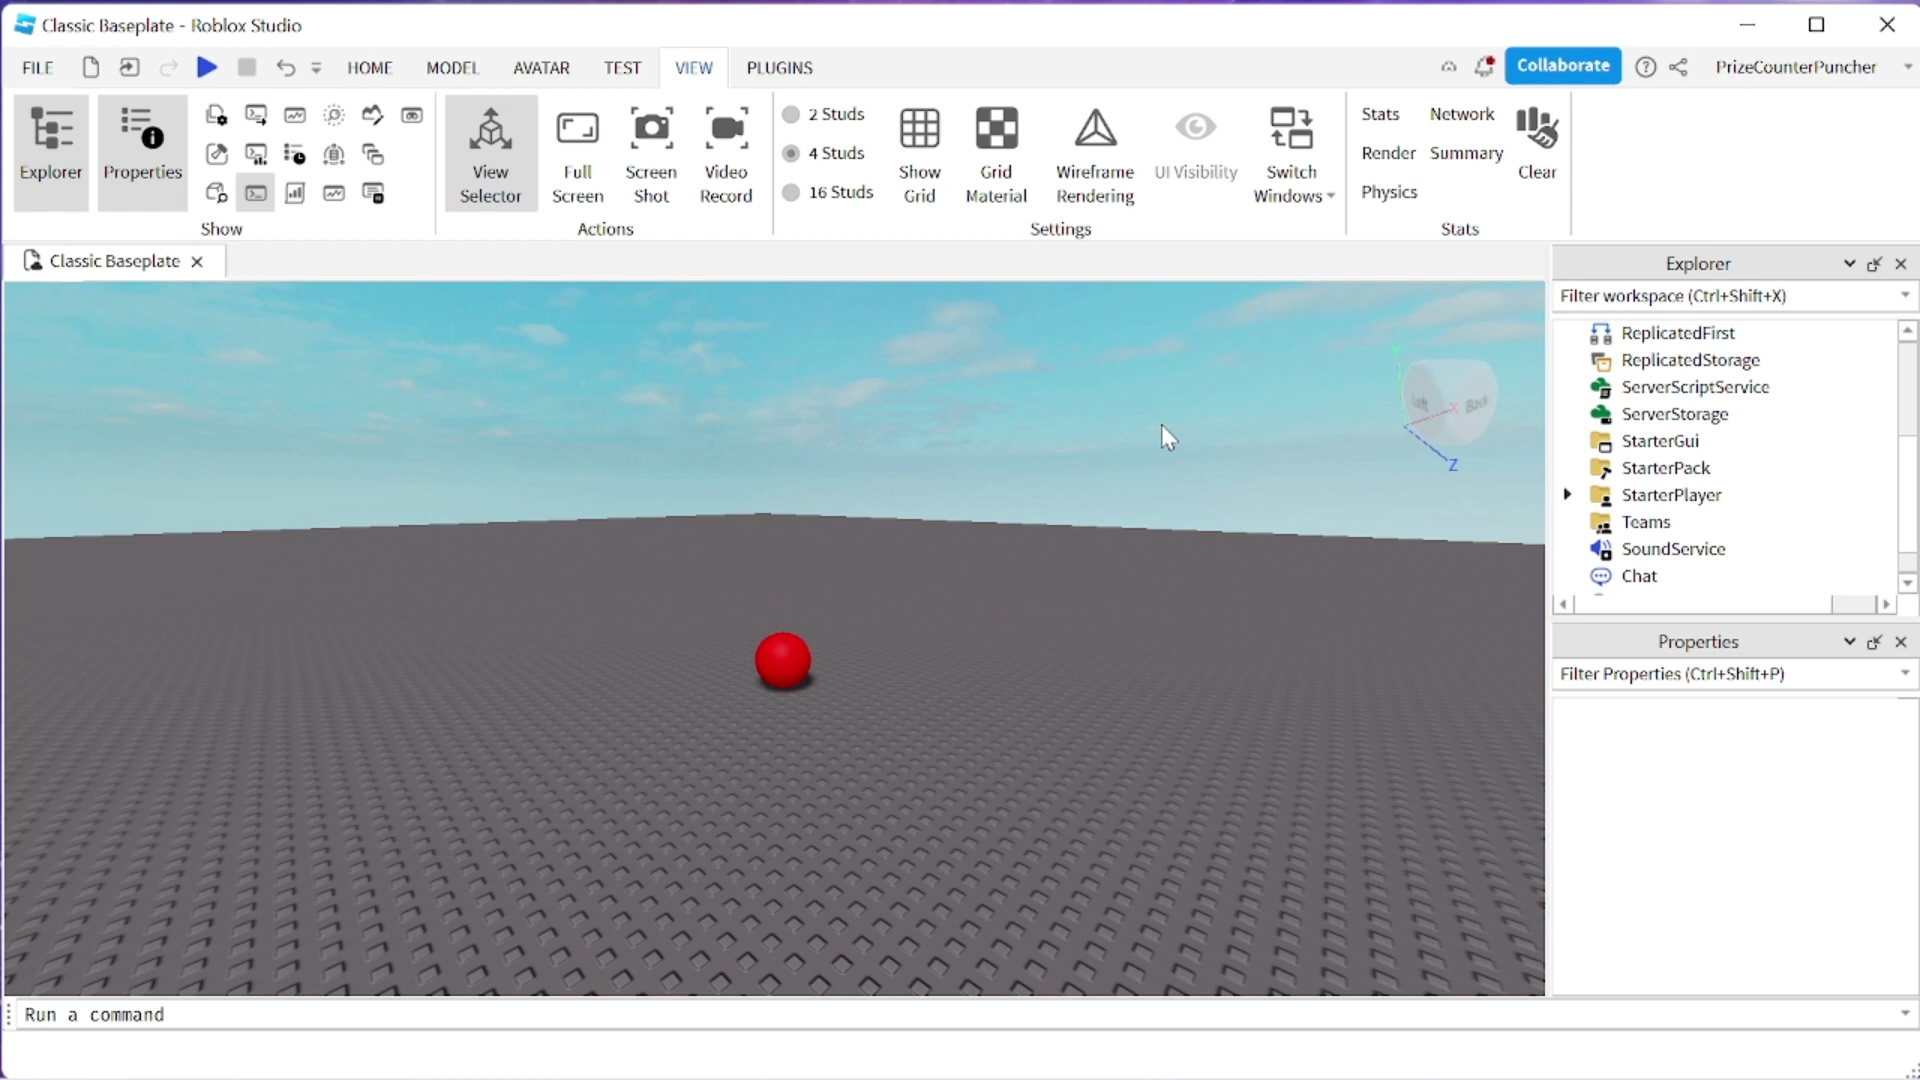 Classic Baseplate - Roblox Studio
FILE HOME MODEL AVATAR TEST VIEW PLUGINS Collaborate PrizeCounterPuncher
Explorer
Properties
Show
View
Selector
Full
Screen
Screen
Shot
Video
Record
Actions
2 Studs
4 Studs
16 Studs
Show
Grid
Grid
Material
Wireframe
Rendering
UI Visibility
Switch
Windows
Settings
Stats Network
Render Summary
Physics
Clear
Stats
Classic Baseplate
Left
Back
X
Y
Z
Explorer
Filter workspace (Ctrl+Shift+X)
ReplicatedFirst
ReplicatedStorage
ServerScriptService
ServerStorage
StarterGui
StarterPack
StarterPlayer
Teams
SoundService
Chat
Properties
Filter Properties (Ctrl+Shift+P)
Run a command